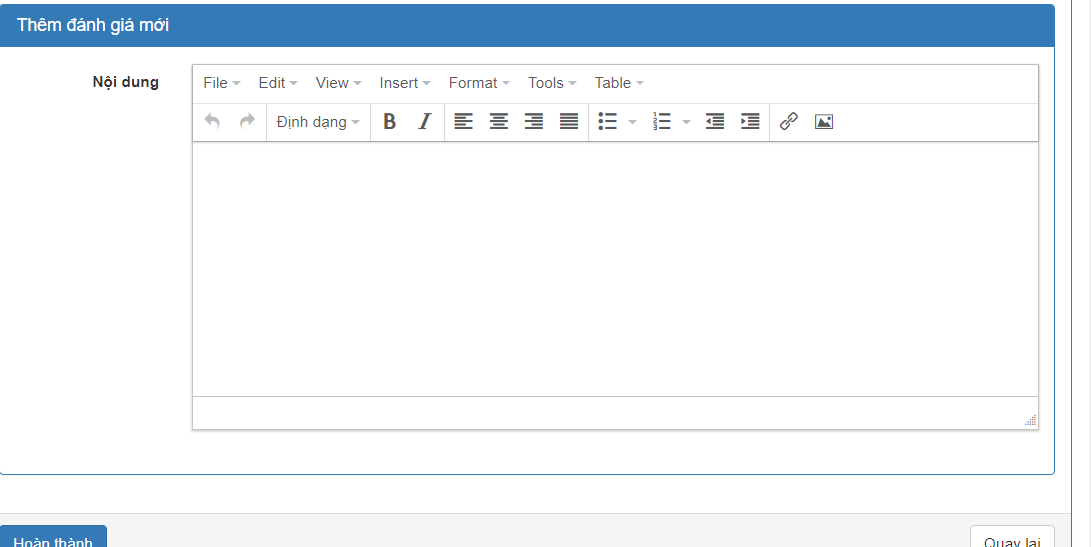 Thêm đánh giá mới
Nội dung
File Edit View Insert Format Tools Table
Định dạng B I
Hoàn thành
Quay lại